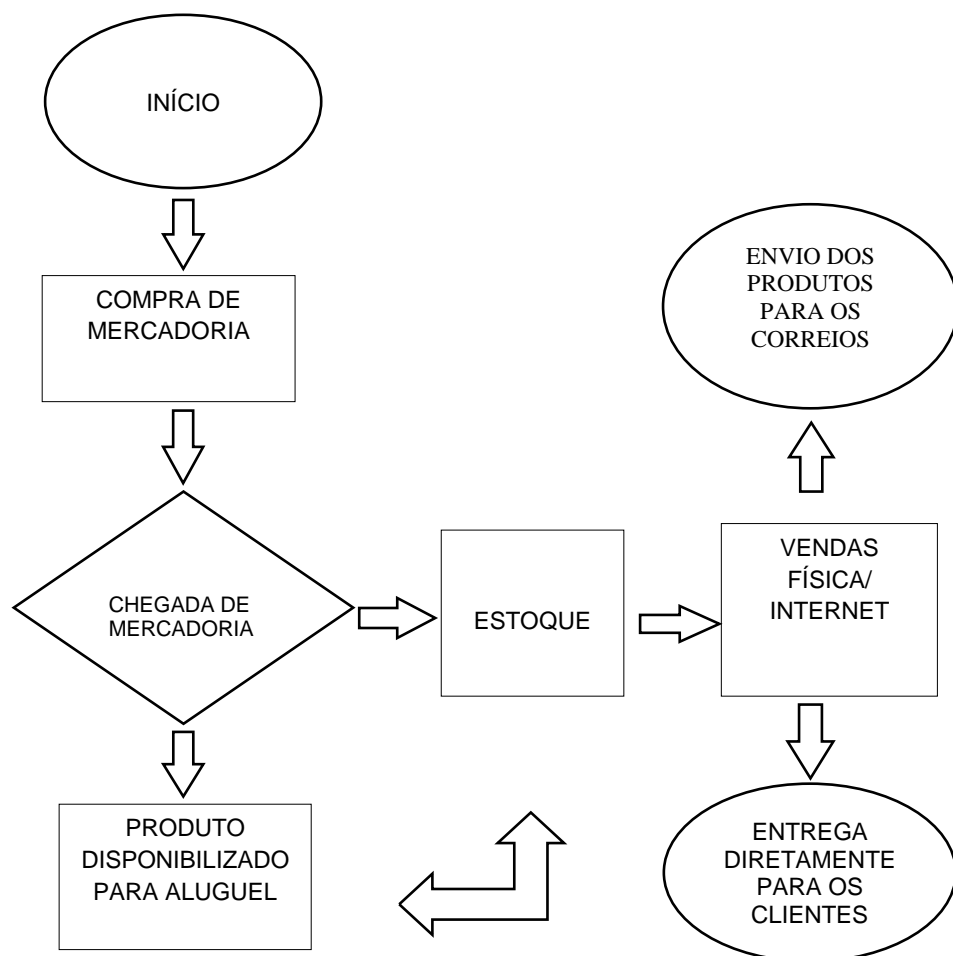 INÍCIO
COMPRA DE
MERCADORIA
CHEGADA DE
MERCADORIA
PRODUTO
DISPONIBILIZADO
PARA ALUGUEL
ESTOQUE
VENDAS
FÍSICA/
INTERNET
ENVIO DOS
PRODUTOS
PARA OS
CORREIOS
ENTREGA
DIRETAMENTE
PARA OS
CLIENTES